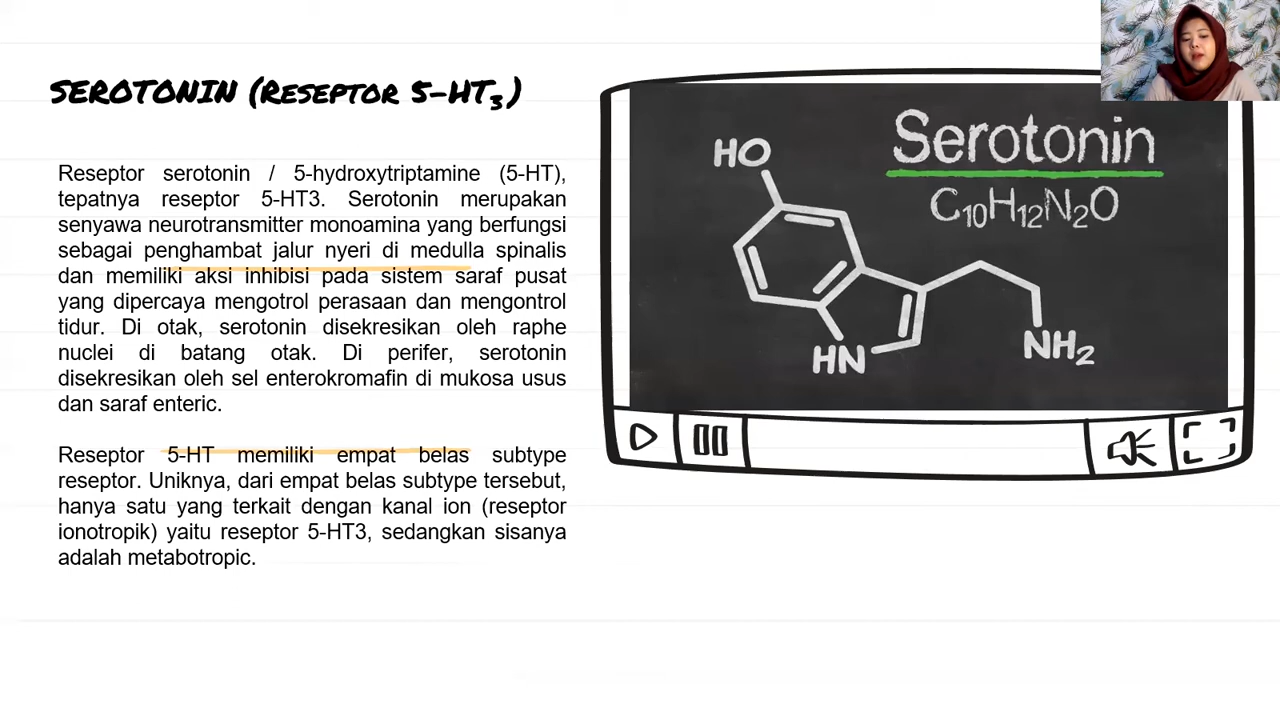 SEROTONIN (RESEPTOR 5-HT₃)
Reseptor serotonin / 5-hydroxytriptamine (5-HT),
tepatnya reseptor 5-HT3. Serotonin merupakan
senyawa neurotransmitter monoamina yang berfungsi
sebagai penghambat jalur nyeri di medulla spinalis
dan memiliki aksi inhibisi pada sistem saraf pusat
yang dipercaya mengotrol perasaan dan mengontrol
tidur. Di otak, serotonin disekresikan oleh raphe
nuclei di batang otak. Di perifer, serotonin
disekresikan oleh sel enterokromafin di mukosa usus
dan saraf enteric.
Reseptor 5-HT memiliki empat belas subtype
reseptor. Uniknya, dari empat belas subtype tersebut,
hanya satu yang terkait dengan kanal ion (reseptor
ionotropik) yaitu reseptor 5-HT3, sedangkan sisanya
adalah metabotropic.
Serotonin
C₁₀H₁₂N₂O
HO
HN
NH₂